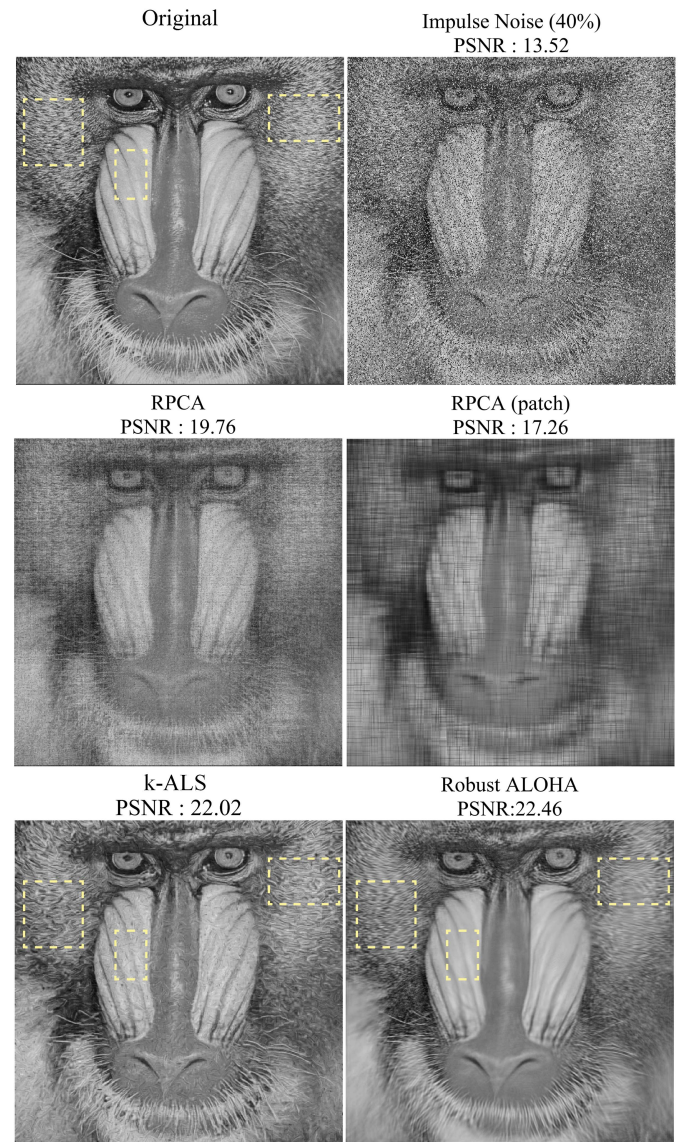 Original
Impulse Noise (40%)
PSNR : 13.52
RPCA
PSNR : 19.76
RPCA (patch)
PSNR : 17.26
k-ALS
PSNR : 22.02
Robust ALOHA
PSNR:22.46